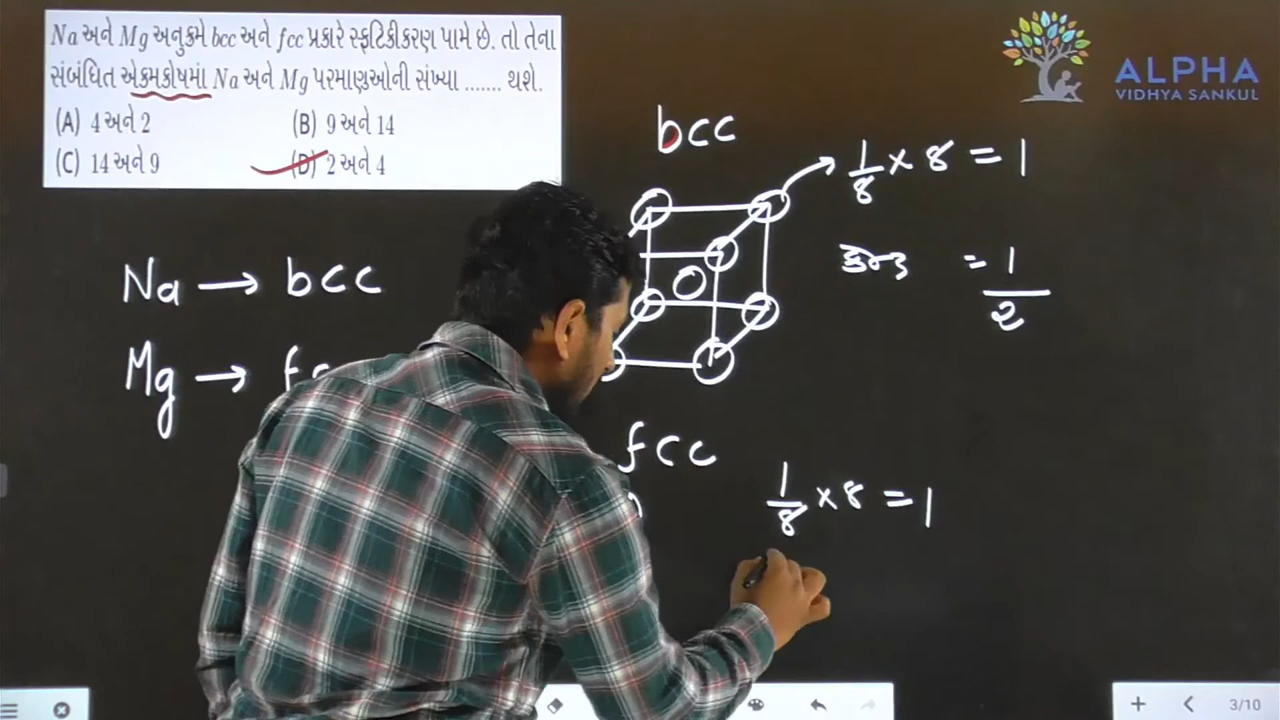 Na અને Mg અનુક્રમે bcc અને fcc પ્રકારે સ્ફટિકીકરણ પામે છે. તો તેના
સંબંધિત એકમકોષમાં Na અને Mg પરમાણઓની સંખ્યા ....... થશે.
(A) 4 અને 2
(B) 9 અને 14
(C) 14 અને 9
(D) 2 અને 4
ALPHA
VIDHYA SANKUL
bcc
1/8 × 8 = 1
કેન્દ્ર = 1
2
Na → bcc
Mg → fc
fcc
1/8 × 8 = 1
3/10